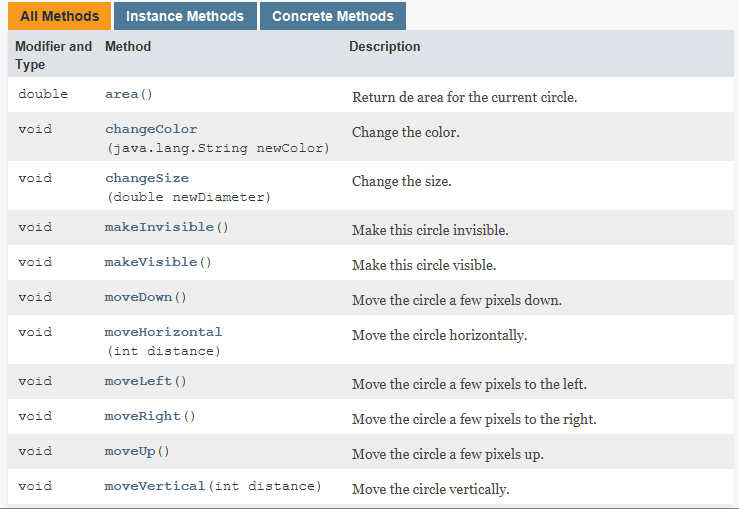 All Methods Instance Methods Concrete Methods
Modifier and Method Description
Type
double area() Return de area for the current circle.
void changeColor Change the color.
(java.lang.String newColor)
void changeSize Change the size.
(double newDiameter)
void makeInvisible() Make this circle invisible.
void makeVisible() Make this circle visible.
void moveDown() Move the circle a few pixels down.
void moveHorizontal Move the circle horizontally.
(int distance)
void moveLeft() Move the circle a few pixels to the left.
void moveRight() Move the circle a few pixels to the right.
void moveUp() Move the circle a few pixels up.
void moveVertical(int distance) Move the circle vertically.